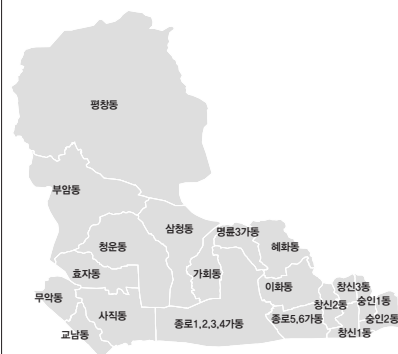 평창동
부암동
삼청동
명륜3가동
청운동
혜화동
효자동
가회동
이화동
창신3동
무악동
숭인1동
창신2동
사직동
종로1,2,3,4가동
종로5,6가동
숭인2동
교남동
창신1동